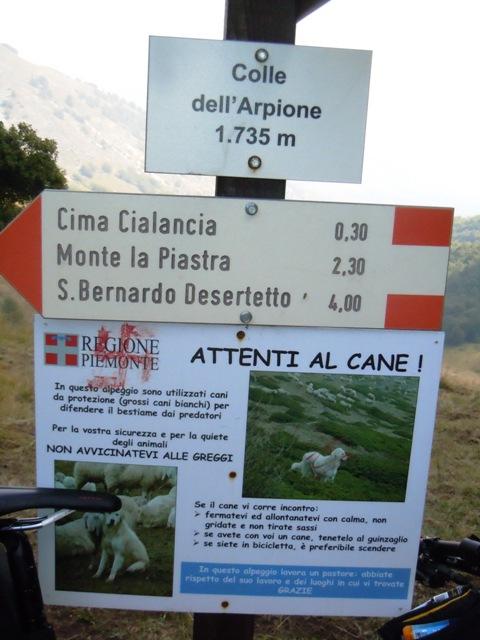 Colle
dell'Arpione
1.735 m
Cima Cialancia 0,30
Monte la Piastra 2,30
S.Bernardo Desertetto 4,00
REGIONE
PIEMONTE
ATTENTI AL CANE !
In questo alpeggio sono utilizzati cani
da protezione (grossi cani bianchi) per
difendere il bestiame dai predatori
Per la vostra sicurezza e per la quiete
degli animali
NON AVVICINATEVI ALLE GREGGI
Se il cane vi corre incontro:
➢ fermatevi ed allontanatevi con calma, non
gridate e non tirate sassi
➢ se avete con voi un cane, tenetelo al guinzaglio
➢ se siete in bicicletta, è preferibile scendere
In questo alpeggio lavora un pastore: abbiate
rispetto del suo lavoro e dei luoghi in cui vi trovate
GRAZIE